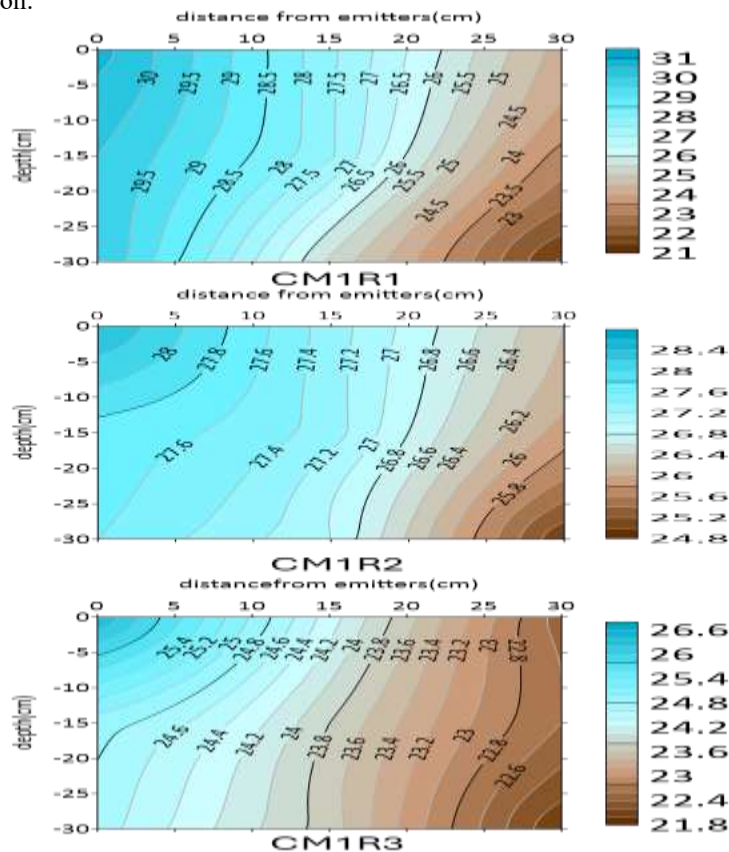 on.
distance from emitters(cm)
0 5 10 15 20 25 30
0
-5
-10
-15
-20
-25
-30
depth(cm)
30 29.5 29 28.5 28 27.5 27 26.5 26 25.5 25
24.5
29.5 29 28.5 28 27.5 27 26.5 26 25.5 25 24.5 24 23.5 23
31
30
29
28
27
26
25
24
23
22
21
CM1R1
distance from emitters(cm)
0 5 10 15 20 25 30
0
-5
-10
-15
-20
-25
-30
depth(cm)
28 27.8 27.6 27.4 27.2 27 26.8 26.6 26.4
26.2
27.6 27.4 27.2 27 26.8 26.6 26.4 26 25.8
28.4
28
27.6
27.2
26.8
26.4
26
25.6
25.2
24.8
CM1R2
distancefrom emitters(cm)
0 5 10 15 20 25 30
0
-5
-10
-15
-20
-25
-30
depth(cm)
25.4 25.2 25 24.8 24.6 24.4 24.2 24 23.8 23.6 23.4 23.2 23 22.8
24.6 24.4 24.2 24 23.8 23.6 23.4 23.2 23 22.8 22.6
26.6
26
25.4
24.8
24.2
23.6
23
22.4
21.8
CM1R3